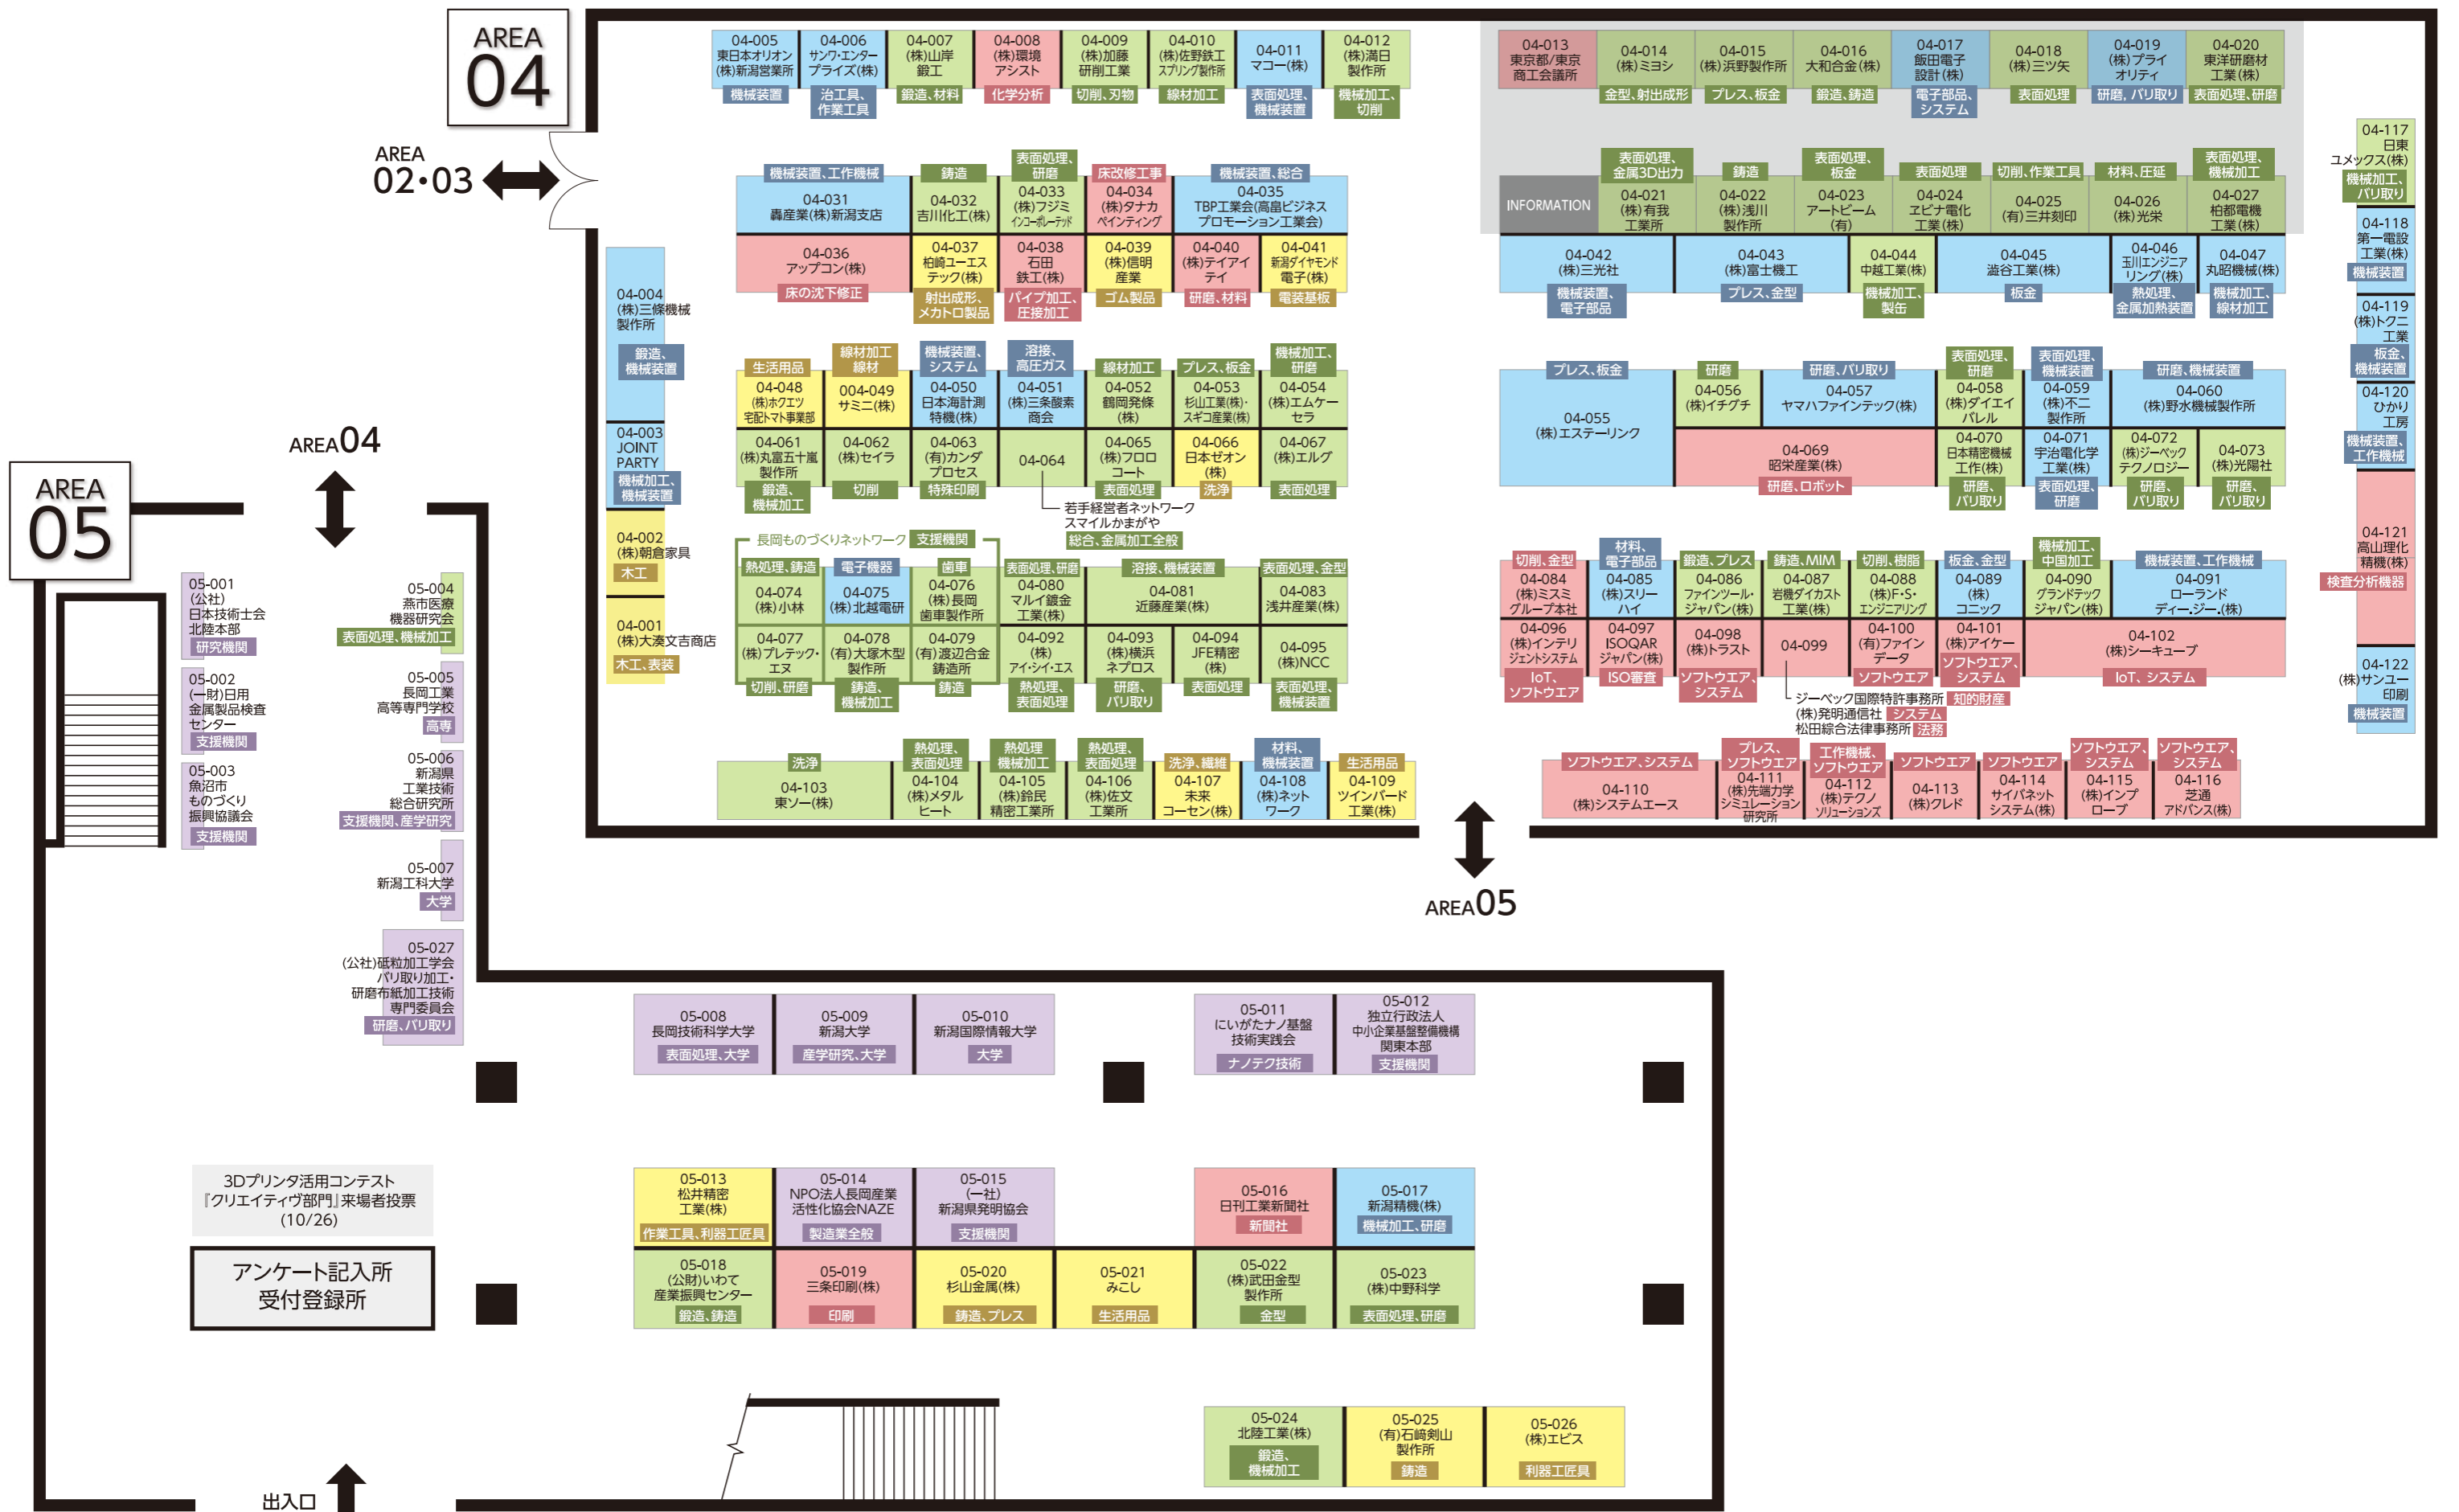 AREA
04
AREA
02・03
04-005
東日本オリオン
(株)新潟営業所
機械装置
04-006
サンワ・エンター
プライズ(株)
治工具、
作業工具
04-007
(株)山岸
鍛工
鍛造、材料
04-008
(株)環境
アシスト
化学分析
04-009
(株)加藤
研削工業
切削、刃物
04-010
(株)佐野鉄工
スプリング製作所
線材加工
04-011
マコー(株)
表面処理、
機械装置
04-012
(株)満日
製作所
機械加工、
切削
04-013
東京都/東京
商工会議所
04-014
(株)ミヨシ
金型、射出成形
04-015
(株)浜野製作所
プレス、板金
04-016
大和合金(株)
鍛造、鋳造
04-017
飯田電子
設計(株)
電子部品、
システム
04-018
(株)三ツ矢
表面処理
04-019
(株)プライ
オリティ
研磨，バリ取り
04-020
東洋研磨材
工業(株)
表面処理、研磨
機械装置、工作機械
04-031
轟産業(株)新潟支店
鋳造
04-032
吉川化工(株)
表面処理、
研磨
04-033
(株)フジミ
インコーポレーテッド
床改修工事
04-034
(株)タナカ
ペインティング
機械装置、総合
04-035
TBP工業会(高畠ビジネス
プロモーション工業会)
INFORMATION
表面処理、
金属3D出力
04-021
(株)有我
工業所
鋳造
04-022
(株)浅川
製作所
表面処理、
板金
04-023
アートビーム
(有)
表面処理
04-024
ヱビナ電化
工業(株)
切削、作業工具
04-025
(有)三井刻印
材料、圧延
04-026
(株)光栄
表面処理、
機械加工
04-027
柏都電機
工業(株)
04-117
日東
ユメックス(株)
機械加工、
バリ取り
04-118
第一電設
工業(株)
機械装置
04-119
(株)トクニ
工業
板金、
機械装置
04-120
ひかり
工房
機械装置、
工作機械
04-121
高山理化
精機(株)
検査分析機器
04-122
(株)サンユー
印刷
機械装置
04-036
アップコン(株)
床の沈下修正
04-037
柏崎ユーエス
テック(株)
射出成形、
メカトロ製品
04-038
石田
鉄工(株)
パイプ加工、
圧接加工
04-039
(株)信明
産業
ゴム製品
04-040
(株)テイアイ
テイ
研磨、材料
04-041
新潟ダイヤモンド
電子(株)
電装基板
04-042
(株)三光社
機械装置、
電子部品
04-043
(株)富士機工
プレス、金型
04-044
中越工業(株)
機械加工、
製缶
04-045
澁谷工業(株)
板金
04-046
玉川エンジニア
リング(株)
熱処理、
金属加熱装置
04-047
丸昭機械(株)
機械加工、
線材加工
04-004
(株)三條機械
製作所
鍛造、
機械装置
04-003
JOINT
PARTY
機械加工、
機械装置
04-002
(株)朝倉家具
木工
04-001
(株)大湊文吉商店
木工、表装
生活用品
04-048
(株)ホクエツ
宅配トマト事業部
線材加工
線材
004-049
サミニ(株)
機械装置、
システム
04-050
日本海計測
特機(株)
溶接、
高圧ガス
04-051
(株)三条酸素
商会
線材加工
04-052
鶴岡発條
(株)
プレス、板金
04-053
杉山工業(株)・
スギコ産業(株)
機械加工、
研磨
04-054
(株)エムケー
セラ
プレス、板金
04-055
(株)エステーリンク
研磨
04-056
(株)イチグチ
研磨、バリ取り
04-057
ヤマハファインテック(株)
表面処理、
研磨
04-058
(株)ダイエイ
バレル
表面処理、
機械装置
04-059
(株)不二
製作所
研磨、機械装置
04-060
(株)野水機械製作所
04-061
(株)丸富五十嵐
製作所
鍛造、
機械加工
04-062
(株)セイラ
切削
04-063
(有)カンダ
プロセス
特殊印刷
04-064
若手経営者ネットワーク
スマイルかまがや
総合、金属加工全般
04-065
(株)フロロ
コート
表面処理
04-066
日本ゼオン
(株)
洗浄
04-067
(株)エルグ
表面処理
04-069
昭栄産業(株)
研磨、ロボット
04-070
日本精密機械
工作(株)
研磨、
バリ取り
04-071
宇治電化学
工業(株)
表面処理、
研磨
04-072
(株)ジーベック
テクノロジー
研磨、
バリ取り
04-073
(株)光陽社
研磨、
バリ取り
長岡ものづくりネットワーク 支援機関
熱処理、鋳造
04-074
(株)小林
電子機器
04-075
(株)北越電研
歯車
04-076
(株)長岡
歯車製作所
表面処理、研磨
04-080
マルイ鍍金
工業(株)
溶接、機械装置
04-081
近藤産業(株)
表面処理、金型
04-083
浅井産業(株)
切削、金型
04-084
(株)ミスミ
グループ本社
材料、
電子部品
04-085
(株)スリー
ハイ
鍛造、プレス
04-086
ファインツール・
ジャパン(株)
鋳造、MIM
04-087
岩機ダイカスト
工業(株)
切削、樹脂
04-088
(株)F・S・
エンジニアリング
板金、金型
04-089
(株)
コニック
機械加工、
中国加工
04-090
グランドテック
ジャパン(株)
機械装置、工作機械
04-091
ローランド
ディー．ジー．(株)
04-077
(株)プレテック・
エヌ
切削、研磨
04-078
(有)大塚木型
製作所
鋳造、
機械加工
04-079
(有)渡辺合金
鋳造所
鋳造
04-092
(株)
アイ・シイ・エス
熱処理、
表面処理
04-093
(株)横浜
ネプロス
研磨、
バリ取り
04-094
JFE精密
(株)
表面処理
04-095
(株)NCC
表面処理、
機械装置
04-096
(株)インテリ
ジェントシステム
IoT、
ソフトウエア
04-097
ISOQAR
ジャパン(株)
ISO審査
04-098
(株)トラスト
ソフトウエア、
システム
04-099
ジーベック国際特許事務所 知的財産
(株)発明通信社 システム
松田綜合法律事務所 法務
04-100
(有)ファイン
データ
ソフトウエア
04-101
(株)アイケー
ソフトウエア、
システム
04-102
(株)シーキューブ
IoT、システム
洗浄
04-103
東ソー(株)
熱処理、
表面処理
04-104
(株)メタル
ヒート
熱処理
機械加工
04-105
(株)鈴民
精密工業所
熱処理、
表面処理
04-106
(株)佐文
工業所
洗浄、繊維
04-107
未来
コーセン(株)
材料、
機械装置
04-108
(株)ネット
ワーク
生活用品
04-109
ツインバード
工業(株)
ソフトウエア、システム
04-110
(株)システムエース
プレス、
ソフトウエア
04-111
(株)先端力学
シミュレーション
研究所
工作機械、
ソフトウエア
04-112
(株)テクノ
ソリューションズ
ソフトウエア
04-113
(株)クレド
ソフトウエア
04-114
サイバネット
システム(株)
ソフトウエア、
システム
04-115
(株)インプ
ローブ
ソフトウエア、
システム
04-116
芝通
アドバンス(株)
AREA05
AREA04
AREA
05
05-001
(公社)
日本技術士会
北陸本部
研究機関
05-002
(一財)日用
金属製品検査
センター
支援機関
05-003
魚沼市
ものづくり
振興協議会
支援機関
05-004
燕市医療
機器研究会
表面処理、機械加工
05-005
長岡工業
高等専門学校
高専
05-006
新潟県
工業技術
総合研究所
支援機関、産学研究
05-007
新潟工科大学
大学
05-027
(公社)砥粒加工学会
バリ取り加工・
研磨布紙加工技術
専門委員会
研磨、バリ取り
05-008
長岡技術科学大学
表面処理、大学
05-009
新潟大学
産学研究、大学
05-010
新潟国際情報大学
大学
05-011
にいがたナノ基盤
技術実践会
ナノテク技術
05-012
独立行政法人
中小企業基盤整備機構
関東本部
支援機関
3Dプリンタ活用コンテスト
『クリエイティヴ部門』来場者投票
(10/26)
アンケート記入所
受付登録所
05-013
松井精密
工業(株)
作業工具、利器工匠具
05-014
NPO法人長岡産業
活性化協会NAZE
製造業全般
05-015
(一社)
新潟県発明協会
支援機関
05-016
日刊工業新聞社
新聞社
05-017
新潟精機(株)
機械加工、研磨
05-018
(公財)いわて
産業振興センター
鍛造、鋳造
05-019
三条印刷(株)
印刷
05-020
杉山金属(株)
鋳造、プレス
05-021
みこし
生活用品
05-022
(株)武田金型
製作所
金型
05-023
(株)中野科学
表面処理、研磨
05-024
北陸工業(株)
鍛造、
機械加工
05-025
(有)石﨑剣山
製作所
鋳造
05-026
(株)エビス
利器工匠具
出入口